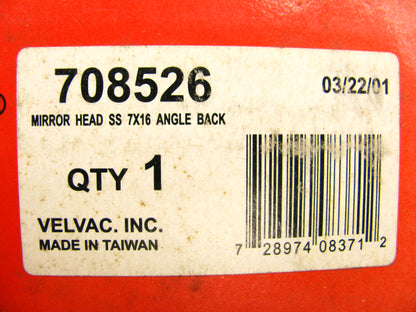 708526 03/22/01
MIRROR HEAD SS 7X16 ANGLE BACK
QTY 1
VELVAC. INC.
MADE IN TAIWAN
7 28974 08371 2